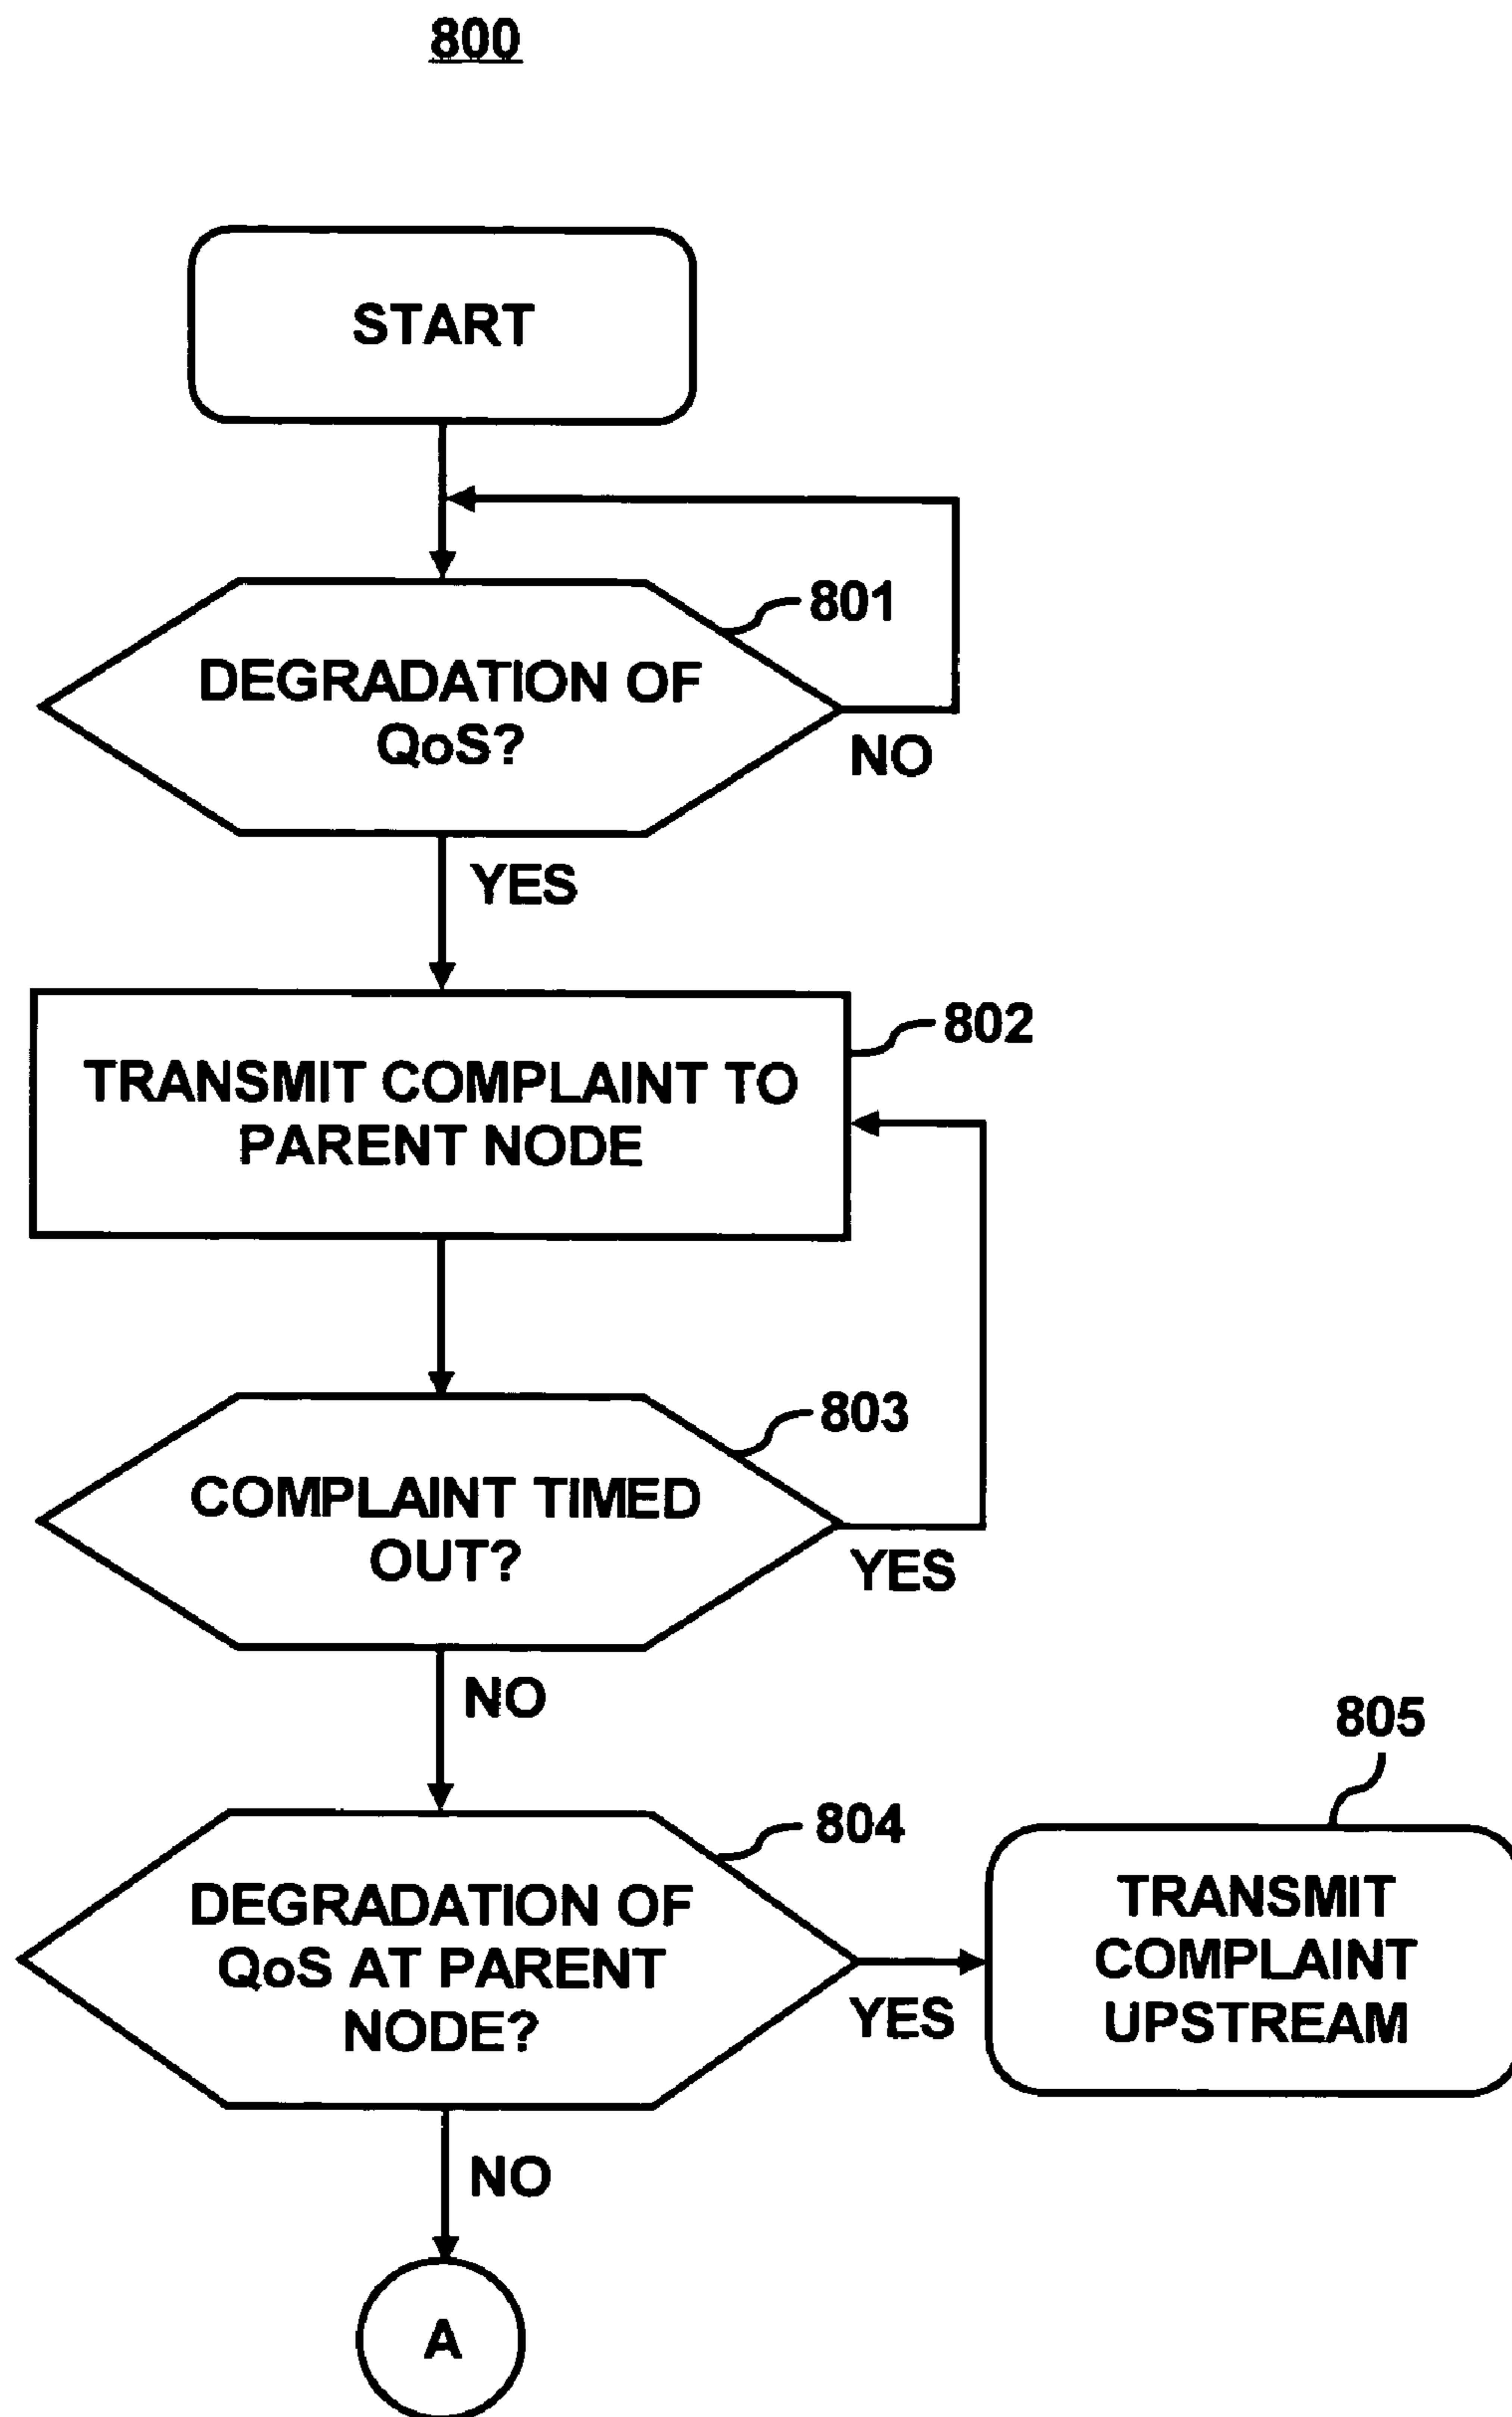 800
START
801
DEGRADATION OF
QoS?
NO
YES
802
TRANSMIT COMPLAINT TO
PARENT NODE
803
COMPLAINT TIMED
OUT?
YES
NO
805
804
DEGRADATION OF
QoS AT PARENT
NODE?
YES
TRANSMIT
COMPLAINT
UPSTREAM
NO
A